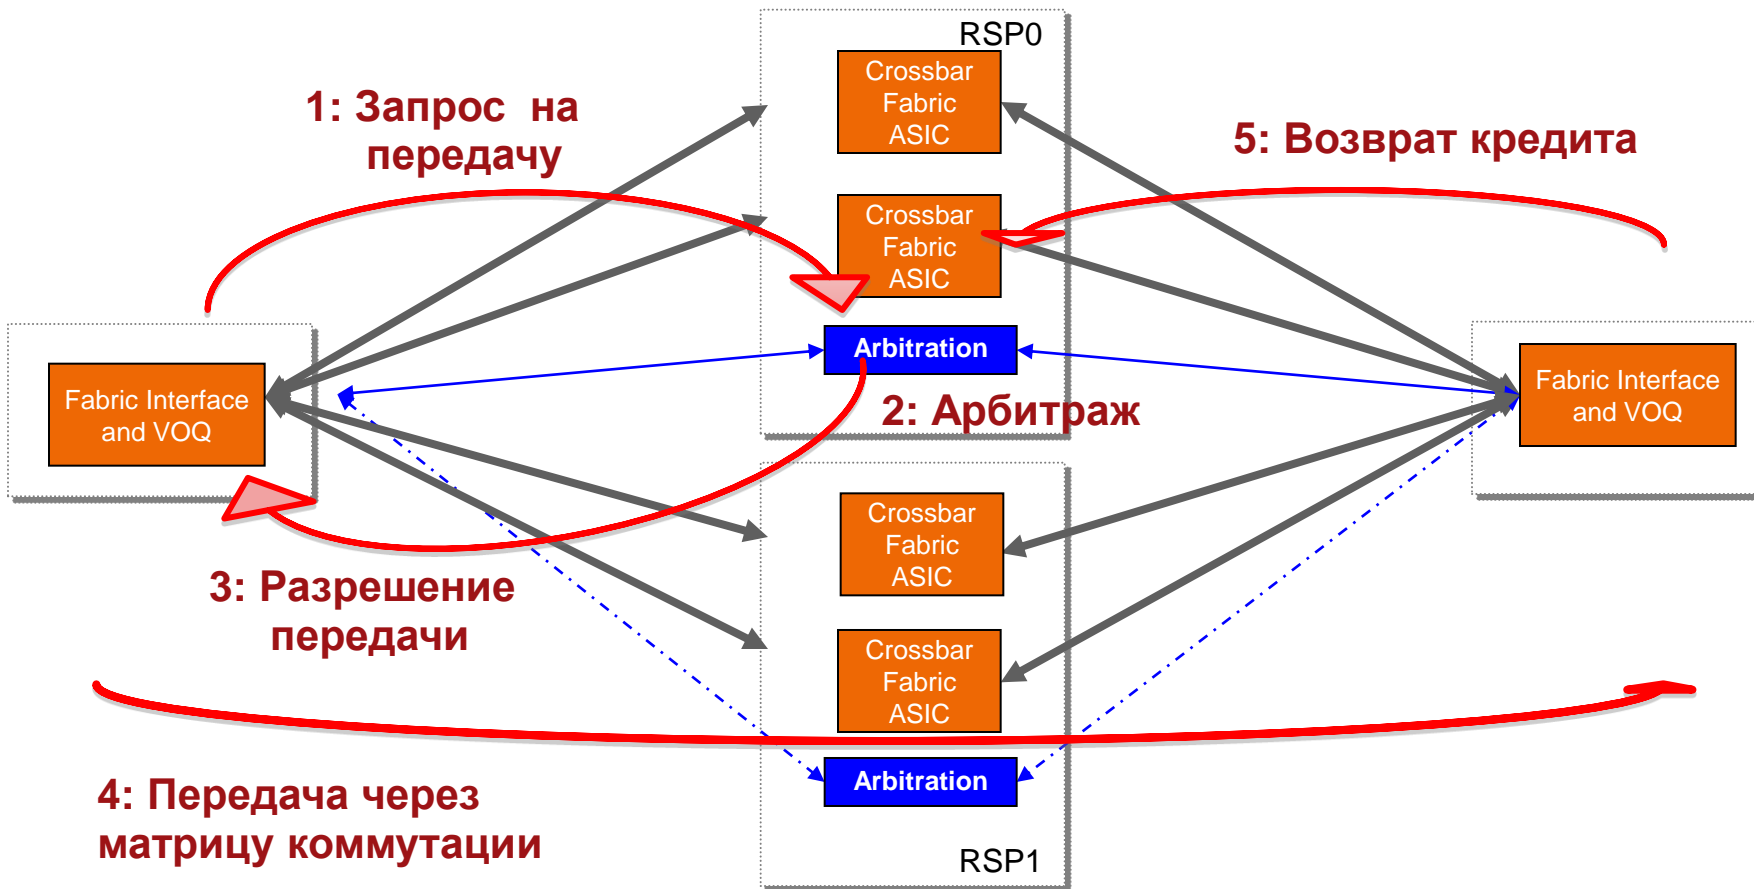 RSP0
Crossbar
Fabric
ASIC
1: Запрос на
передачу
5: Возврат кредита
Crossbar
Fabric
ASIC
Arbitration
Fabric Interface
and VOQ
2: Арбитраж
Fabric Interface
and VOQ
Crossbar
Fabric
ASIC
3: Разрешение
передачи
Crossbar
Fabric
ASIC
Arbitration
4: Передача через
матрицу коммутации
RSP1